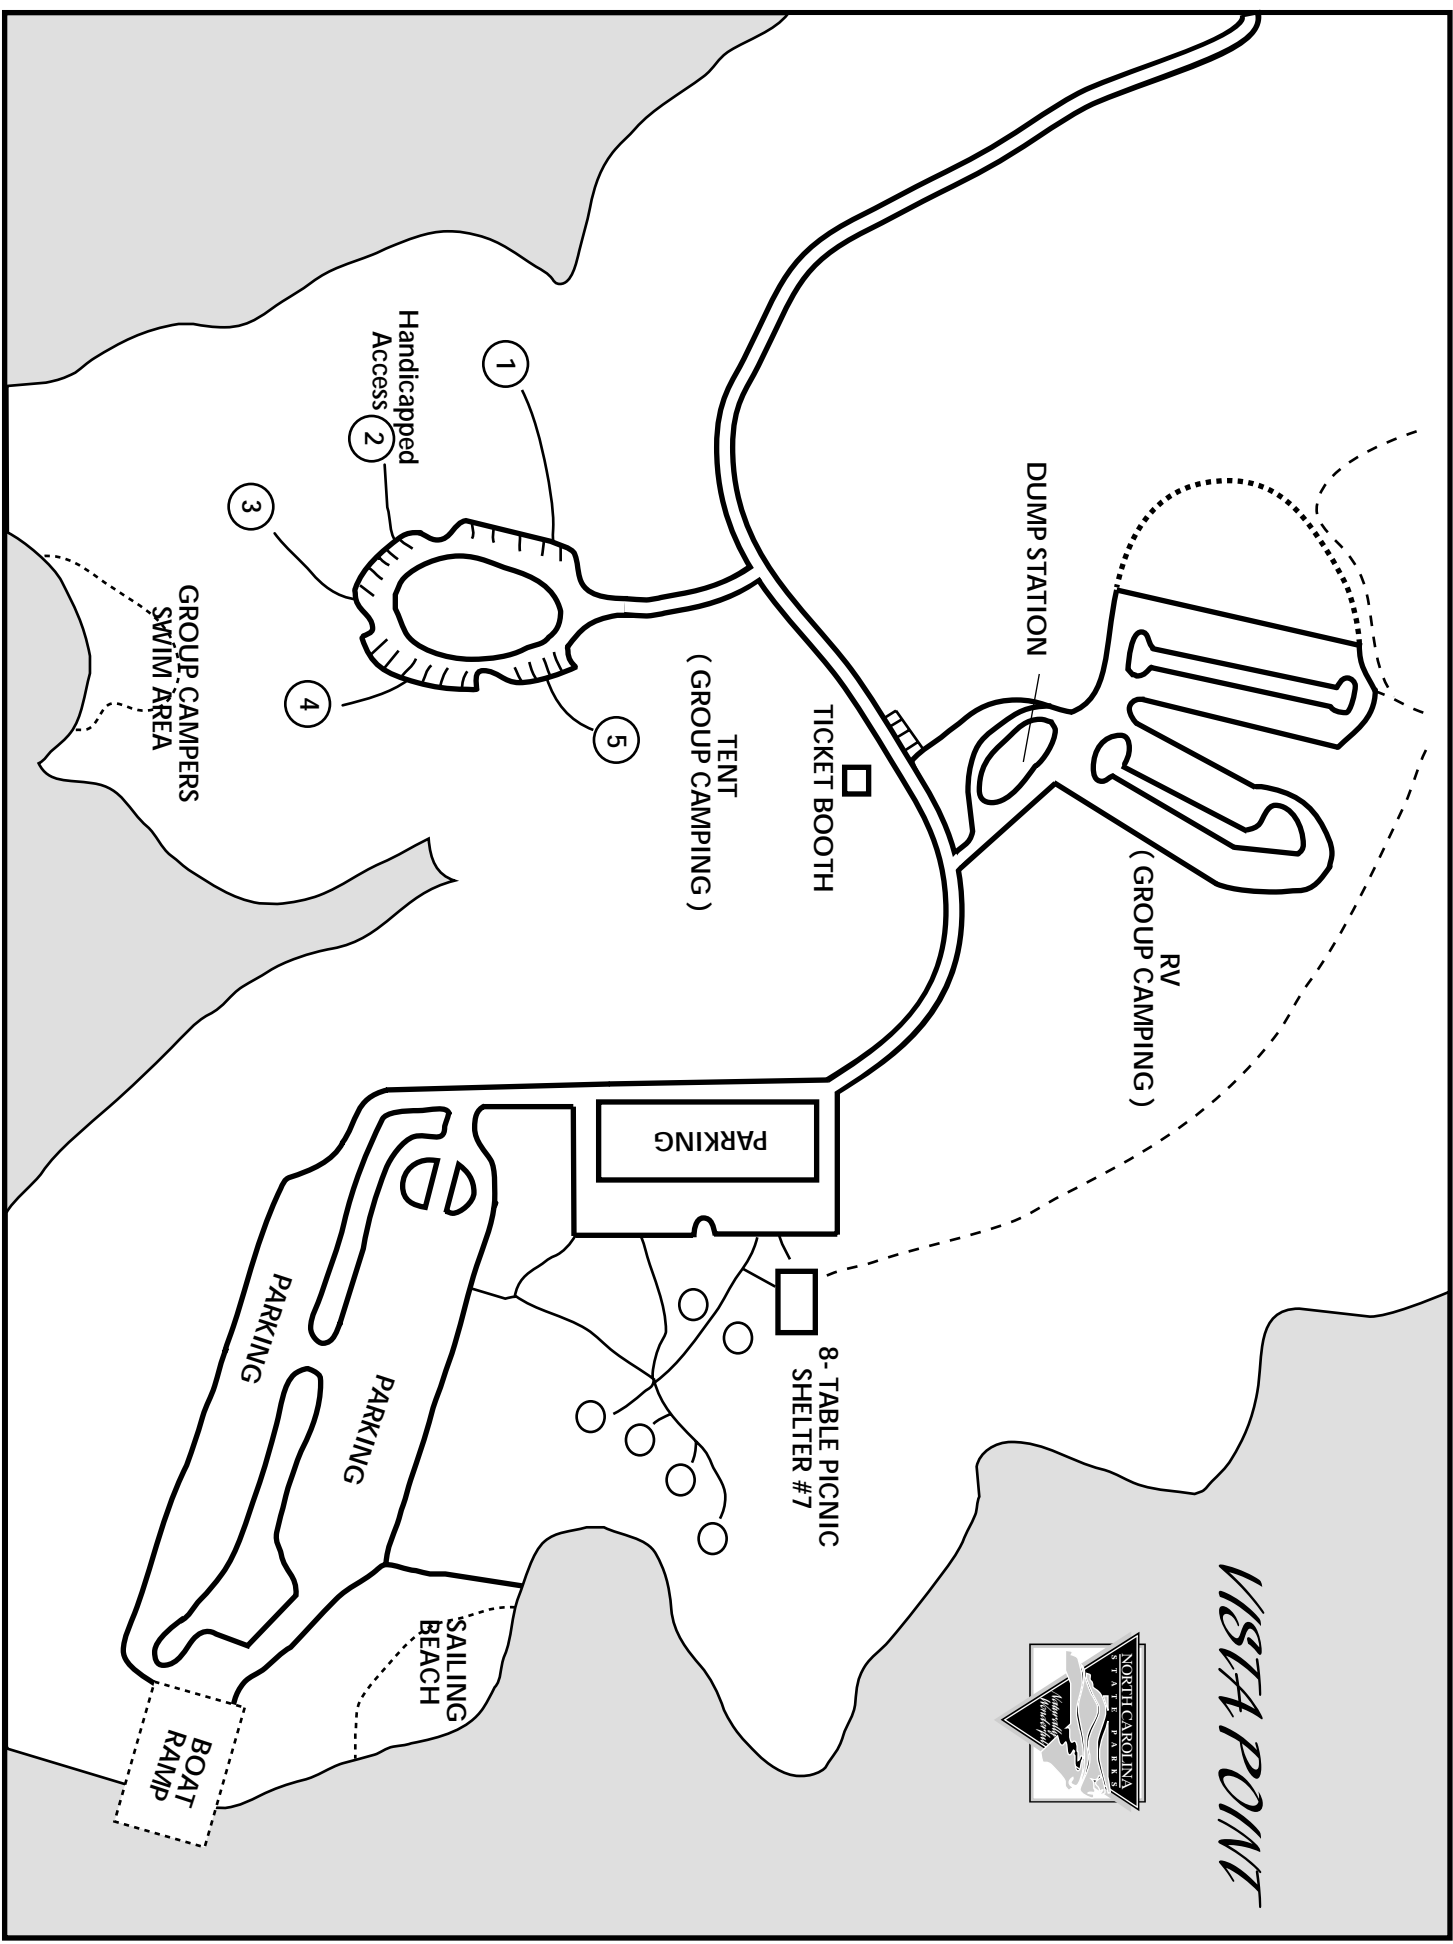 VISTA POINT
NORTH CAROLINA
STATE PARKS
Naturally
Wonderful
DUMP STATION
RV
( GROUP CAMPING )
TICKET BOOTH
TENT
( GROUP CAMPING )
Handicapped
Access
1
2
3
4
5
GROUP CAMPERS
SWIM AREA
PARKING
8- TABLE PICNIC
SHELTER #7
PARKING
PARKING
SAILING
BEACH
BOAT
RAMP